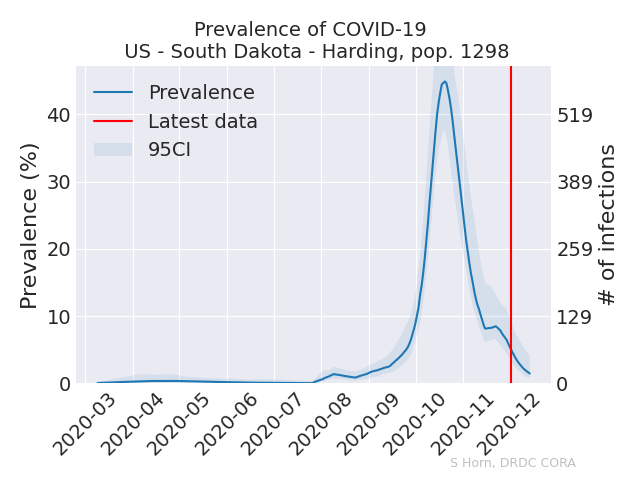 Prevalence of COVID-19
US - South Dakota - Harding, pop. 1298
Prevalence
Latest data
95CI
Prevalence (%)
0
10
20
30
40
# of infections
0
129
259
389
519
2020-03
2020-04
2020-05
2020-06
2020-07
2020-08
2020-09
2020-10
2020-11
2020-12
S Horn, DRDC CORA